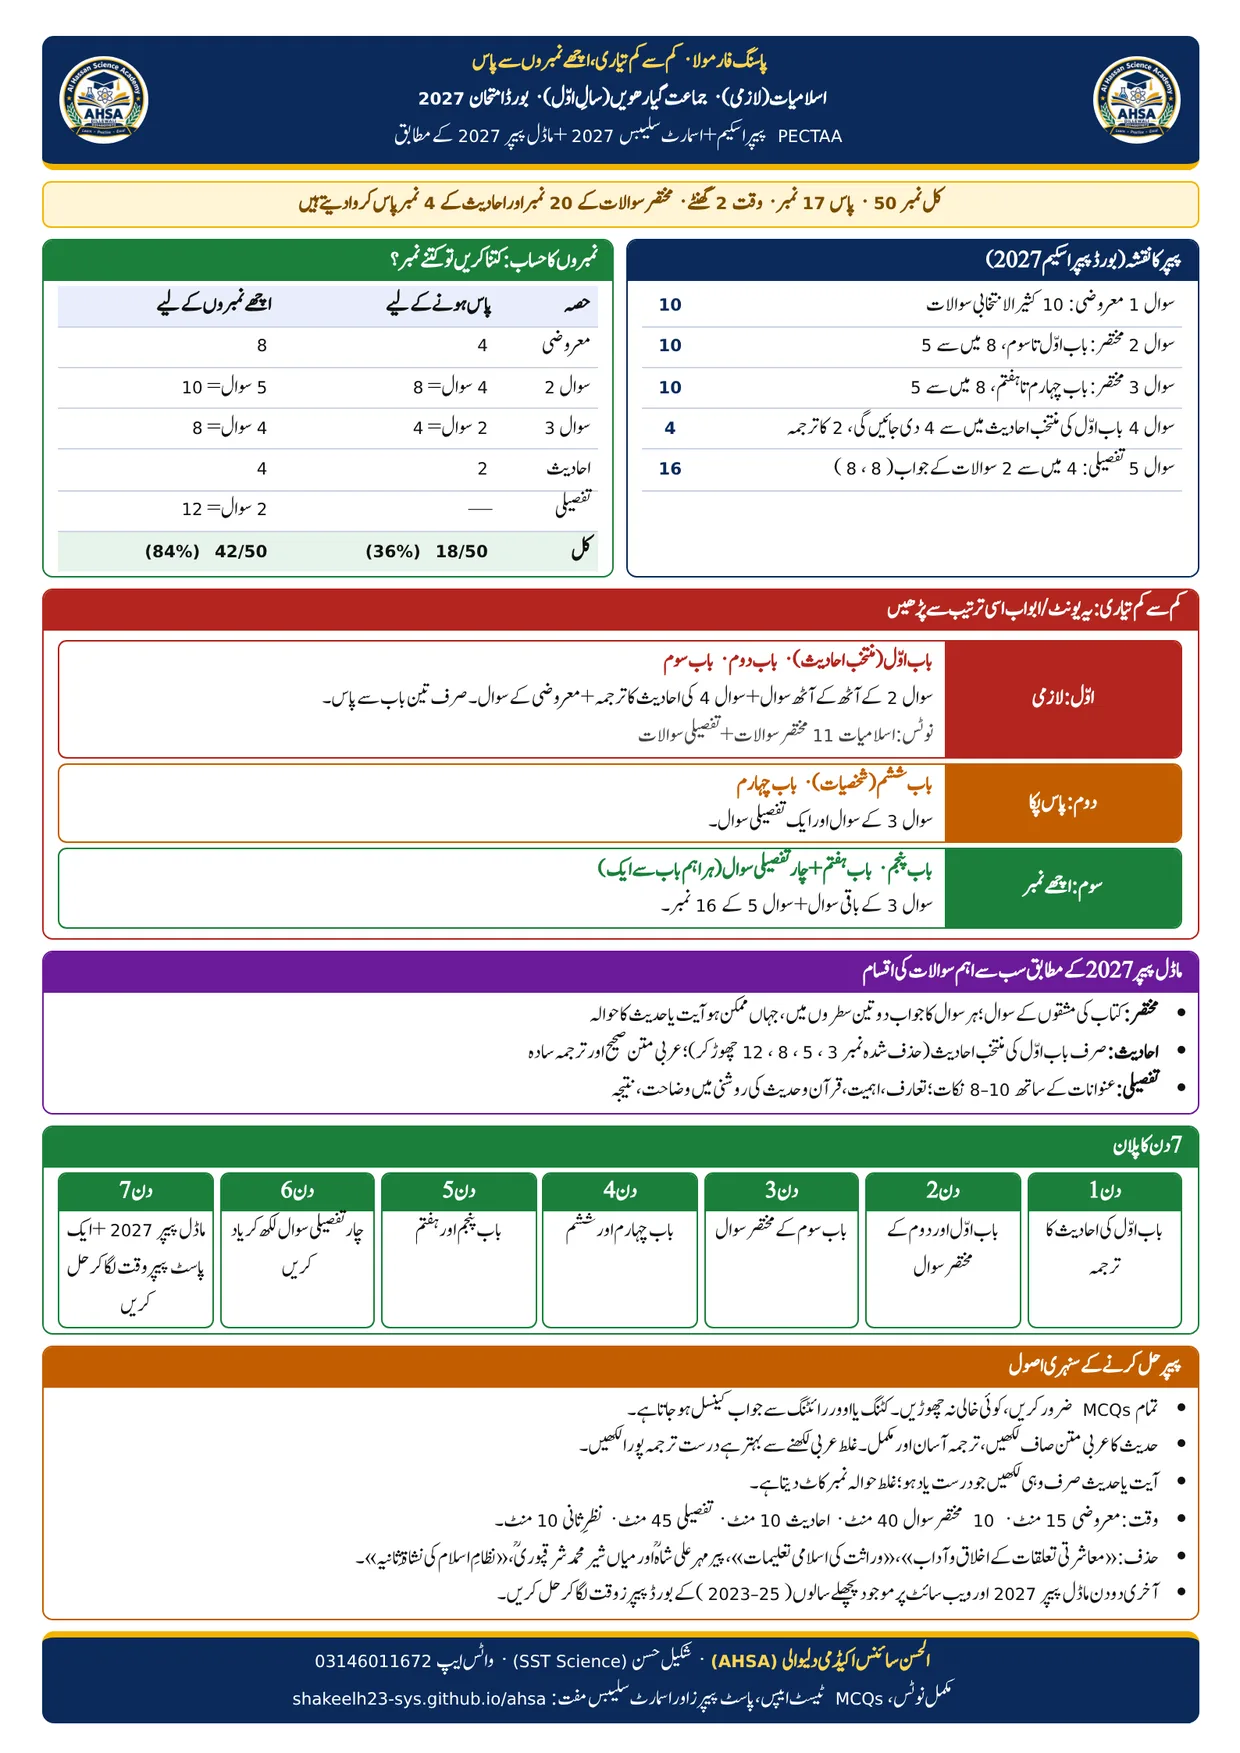 پاسنگ فارمولا · کم سے کم تیاری، اچھے نمبروں سے پاس
اسلامیات (لازمی) · جماعت گیارھویں (سالِ اوّل) · بورڈ امتحان 2027
PECTAA پیپر اسکیم + اسمارٹ سلیبس 2027 + ماڈل پیپر 2027 کے مطابق
Al Hassan Science Academy
AHSA
Al Hassan Science Academy
AHSA
کل نمبر 50 · پاس 17 نمبر · وقت 2 گھنٹے · مختصر سوالات کے 20 نمبر اور احادیث کے 4 نمبر پاس کروا دیتے ہیں
پیپر کا نقشہ (بورڈ پیپر اسکیم 2027)
سوال 1 معروضی: 10 کثیر الانتخابی سوالات 10
سوال 2 مختصر: باب اوّل تا سوم، 8 میں سے 5 10
سوال 3 مختصر: باب چہارم تا ہفتم، 8 میں سے 5 10
سوال 4 باب اوّل کی منتخب احادیث میں سے 4 دی جائیں گی، 2 کا ترجمہ 4
سوال 5 تفصیلی: 4 میں سے 2 سوالات کے جواب (8 ، 8) 16
نمبروں کا حساب: کتنا کریں تو کتنے نمبر؟
حصہ پاس ہونے کے لیے اچھے نمبروں کے لیے
معروضی 4 8
سوال 2 4 سوال = 8 5 سوال = 10
سوال 3 2 سوال = 4 4 سوال = 8
احادیث 2 4
تفصیلی — 2 سوال = 12
کل 18/50 (36%) 42/50 (84%)
کم سے کم تیاری: یہ یونٹ/ابواب اسی ترتیب سے پڑھیں
اوّل: لازمی
باب اوّل (منتخب احادیث) · باب دوم · باب سوم
سوال 2 کے آٹھ کے آٹھ سوال + سوال 4 کی احادیث کا ترجمہ + معروضی کے سوال۔ صرف تین باب سے پاس۔
نوٹس: اسلامیات 11 مختصر سوالات + تفصیلی سوالات
دوم: پاس پکا
باب ششم (شخصیات) · باب چہارم
سوال 3 کے سوال اور ایک تفصیلی سوال۔
سوم: اچھے نمبر
باب پنجم · باب ہفتم + چار تفصیلی سوال (ہر اہم باب سے ایک)
سوال 3 کے باقی سوال + سوال 5 کے 16 نمبر۔
ماڈل پیپر 2027 کے مطابق سب سے اہم سوالات کی اقسام
• مختصر: کتاب کی مشقوں کے سوال؛ ہر سوال کا جواب دو تین سطروں میں، جہاں ممکن ہو آیت یا حدیث کا حوالہ
• احادیث: صرف باب اوّل کی منتخب احادیث (حذف شدہ نمبر 3 ، 5 ، 8 ، 12 چھوڑ کر)؛ عربی متن صحیح اور ترجمہ سادہ
• تفصیلی: عنوانات کے ساتھ 8–10 نکات؛ تعارف، اہمیت، قرآن و حدیث کی روشنی میں وضاحت، نتیجہ
7 دن کا پلان
دن 1
باب اوّل کی احادیث کا
ترجمہ
دن 2
باب اوّل اور دوم کے
مختصر سوال
دن 3
باب سوم کے مختصر سوال
دن 4
باب چہارم اور ششم
دن 5
باب پنجم اور ہفتم
دن 6
چار تفصیلی سوال لکھ کر یاد
کریں
دن 7
ماڈل پیپر 2027 + ایک
پاسٹ پیپر وقت لگا کر حل
کریں
پیپر حل کرنے کے سنہری اصول
• تمام MCQs ضرور کریں، کوئی خالی نہ چھوڑیں۔ کٹنگ یا اوور رائٹنگ سے جواب کینسل ہو جاتا ہے۔
• حدیث کا عربی متن صاف لکھیں، ترجمہ آسان اور مکمل۔ غلط عربی لکھنے سے بہتر ہے درست ترجمہ پورا لکھیں۔
• آیت یا حدیث صرف وہی لکھیں جو درست یاد ہو؛ غلط حوالہ نمبر کاٹ دیتا ہے۔
• وقت: معروضی 15 منٹ · 10 مختصر سوال 40 منٹ · احادیث 10 منٹ · تفصیلی 45 منٹ · نظرِ ثانی 10 منٹ۔
• حذف: «معاشرتی تعلقات کے اخلاق و آداب»، «وراثت کی اسلامی تعلیمات»، پیر مہر علی شاہؒ اور میاں شیر محمد شرقپوریؒ، «نظامِ اسلام کی نشاۃِ ثانیہ»۔
• آخری دو دن ماڈل پیپر 2027 اور ویب سائٹ پر موجود پچھلے سالوں (2023–25) کے بورڈ پیپرز وقت لگا کر حل کریں۔
الحسن سائنس اکیڈمی دلیوالی (AHSA) · شکیل حسن (SST Science) · واٹس ایپ 03146011672
مکمل نوٹس، MCQs ٹیسٹ ایپس، پاسٹ پیپرز اور اسمارٹ سلیبس مفت: shakeelh23-sys.github.io/ahsa